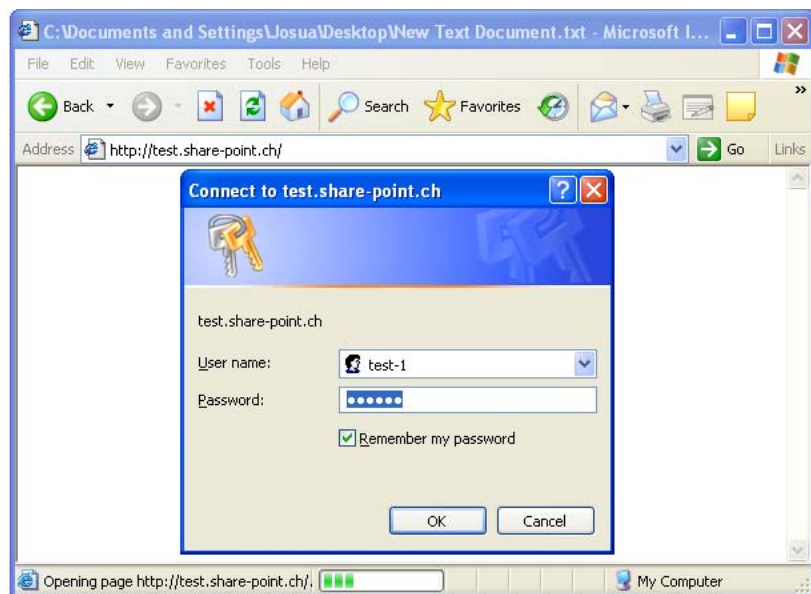 C:\Documents and Settings\Josua\Desktop\New Text Document.txt - Microsoft I...
File Edit View Favorites Tools Help
Back Search Favorites »
Address http://test.share-point.ch/ Go Links
Connect to test.share-point.ch
test.share-point.ch
User name: test-1
Password: ••••••
Remember my password
OK Cancel
Opening page http://test.share-point.ch/. My Computer